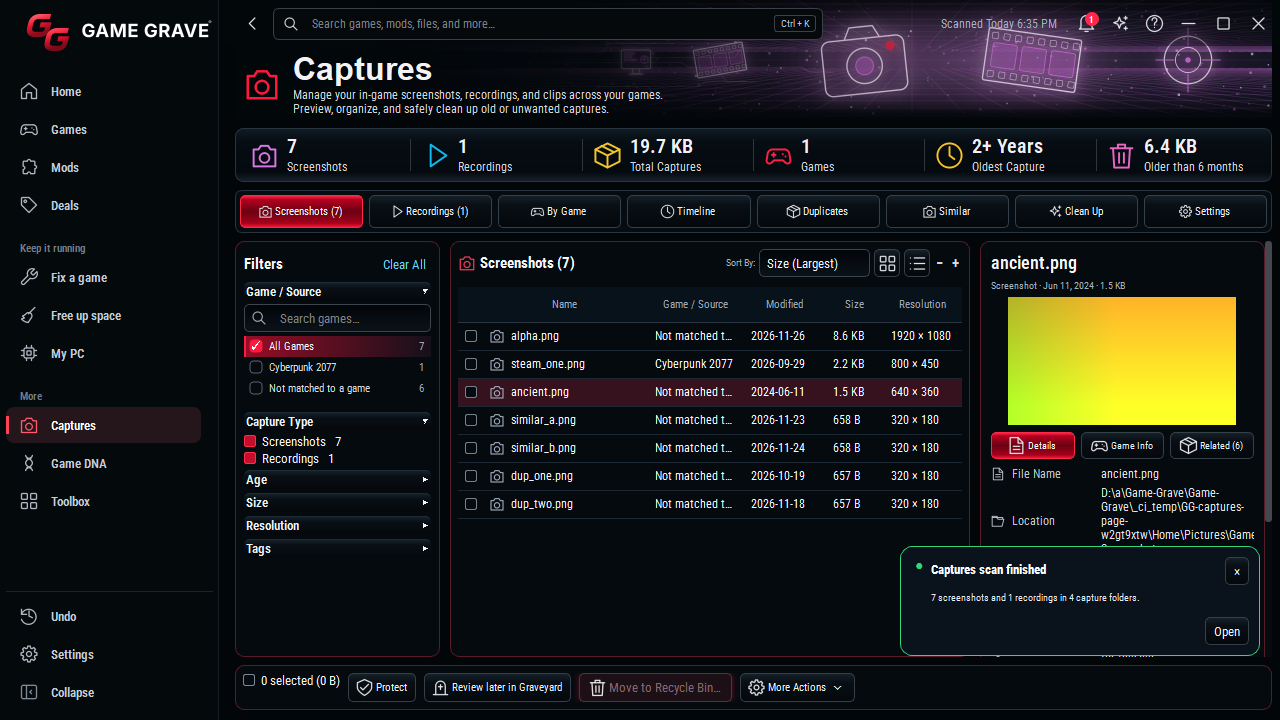 GAME GRAVE
Search games, mods, files, and more...
Ctrl + K
Scanned Today 6:35 PM
1
Home
Games
Mods
Deals
Keep it running
Fix a game
Free up space
My PC
More
Captures
Game DNA
Toolbox
Undo
Settings
Collapse
Captures
Manage your in-game screenshots, recordings, and clips across your games.
Preview, organize, and safely clean up old or unwanted captures.
7
Screenshots
1
Recordings
19.7 KB
Total Captures
1
Games
2+ Years
Oldest Capture
6.4 KB
Older than 6 months
Screenshots (7)
Recordings (1)
By Game
Timeline
Duplicates
Similar
Clean Up
Settings
Filters
Clear All
Game / Source
Search games...
All Games 7
Cyberpunk 2077 1
Not matched to a game 6
Capture Type
Screenshots 7
Recordings 1
Age
Size
Resolution
Tags
Screenshots (7)
Sort By:
Size (Largest)
- +
Name Game / Source Modified Size Resolution
alpha.png Not matched t... 2026-11-26 8.6 KB 1920 × 1080
steam_one.png Cyberpunk 2077 2026-09-29 2.2 KB 800 × 450
ancient.png Not matched t... 2024-06-11 1.5 KB 640 × 360
similar_a.png Not matched t... 2026-11-23 658 B 320 × 180
similar_b.png Not matched t... 2026-11-24 658 B 320 × 180
dup_one.png Not matched t... 2026-10-19 657 B 320 × 180
dup_two.png Not matched t... 2026-11-18 657 B 320 × 180
ancient.png
Screenshot · Jun 11, 2024 · 1.5 KB
Details
Game Info
Related (6)
File Name ancient.png
Location
D:\a\Game-Grave\Game-
Grave\_ci_temp\GG-captures-
page-
w2gt9xtw\Home\Pictures\Game
Captures scan finished
x
7 screenshots and 1 recordings in 4 capture folders.
Open
0 selected (0 B)
Protect
Review later in Graveyard
Move to Recycle Bin...
More Actions